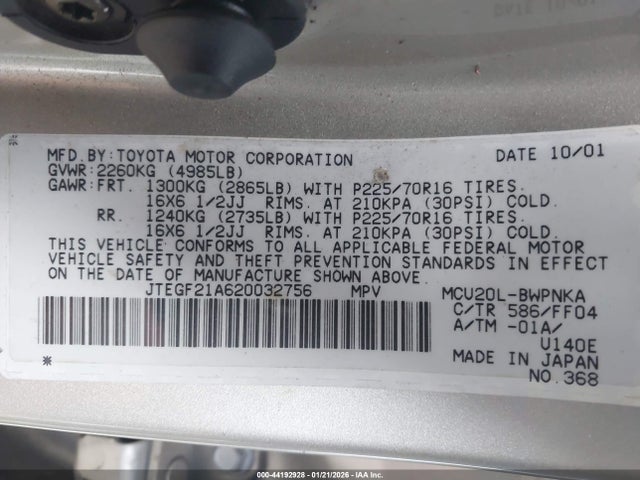 DATE 10/01
MFD.BY:TOYOTA MOTOR CORPORATION DATE 10/01
GVWR:2260KG (4985LB)
GAWR:FRT. 1300KG (2865LB) WITH P225/70R16 TIRES.
16X6 1/2JJ RIMS. AT 210KPA (30PSI) COLD.
RR. 1240KG (2735LB) WITH P225/70R16 TIRES.
16X6 1/2JJ RIMS. AT 210KPA (30PSI) COLD.
THIS VEHICLE CONFORMS TO ALL APPLICABLE FEDERAL MOTOR
VEHICLE SAFETY AND THEFT PREVENTION STANDARDS IN EFFECT
ON THE DATE OF MANUFACTURE SHOWN ABOVE.
JTEGF21A620032756 MPV MCU20L-BWPNKA
C/TR 586/FF04
A/TM -01A/
U140E
MADE IN JAPAN
NO.368
000-44192928 - 01/21/2026 - IAA Inc.